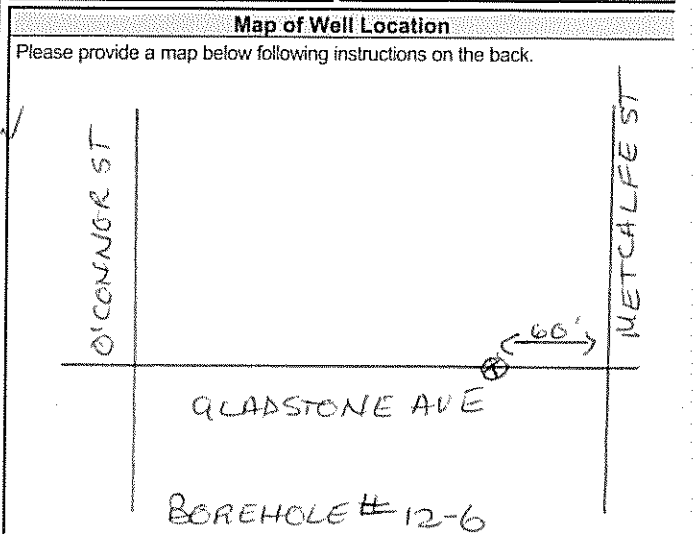 Map of Well Location
Please provide a map below following instructions on the back.
O'CONNOR ST
METCALFE ST
60'
GLADSTONE AVE
BOREHOLE # 12-6